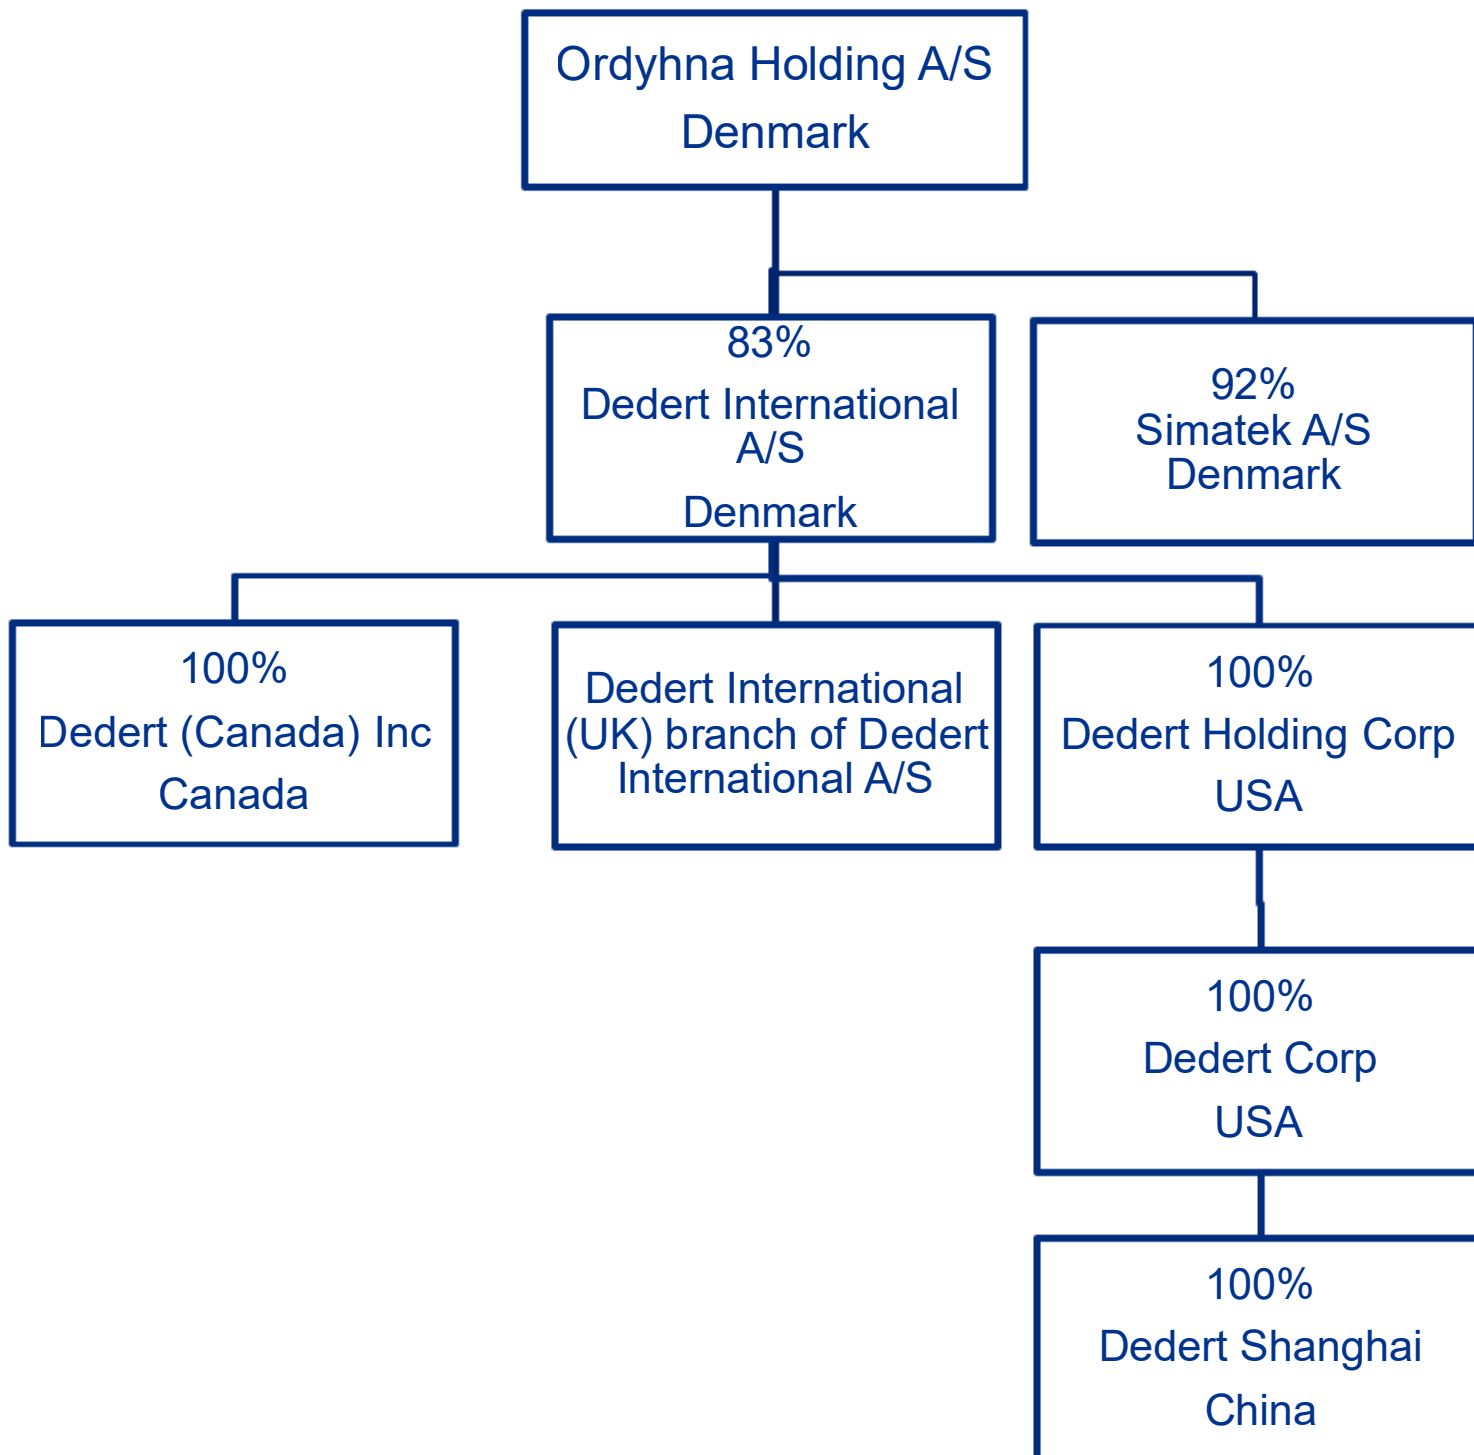 Ordyhna Holding A/S
Denmark
83%
Dedert International
A/S
Denmark
92%
Simatek A/S
Denmark
100%
Dedert (Canada) Inc
Canada
Dedert International
(UK) branch of Dedert
International A/S
100%
Dedert Holding Corp
USA
100%
Dedert Corp
USA
100%
Dedert Shanghai
China